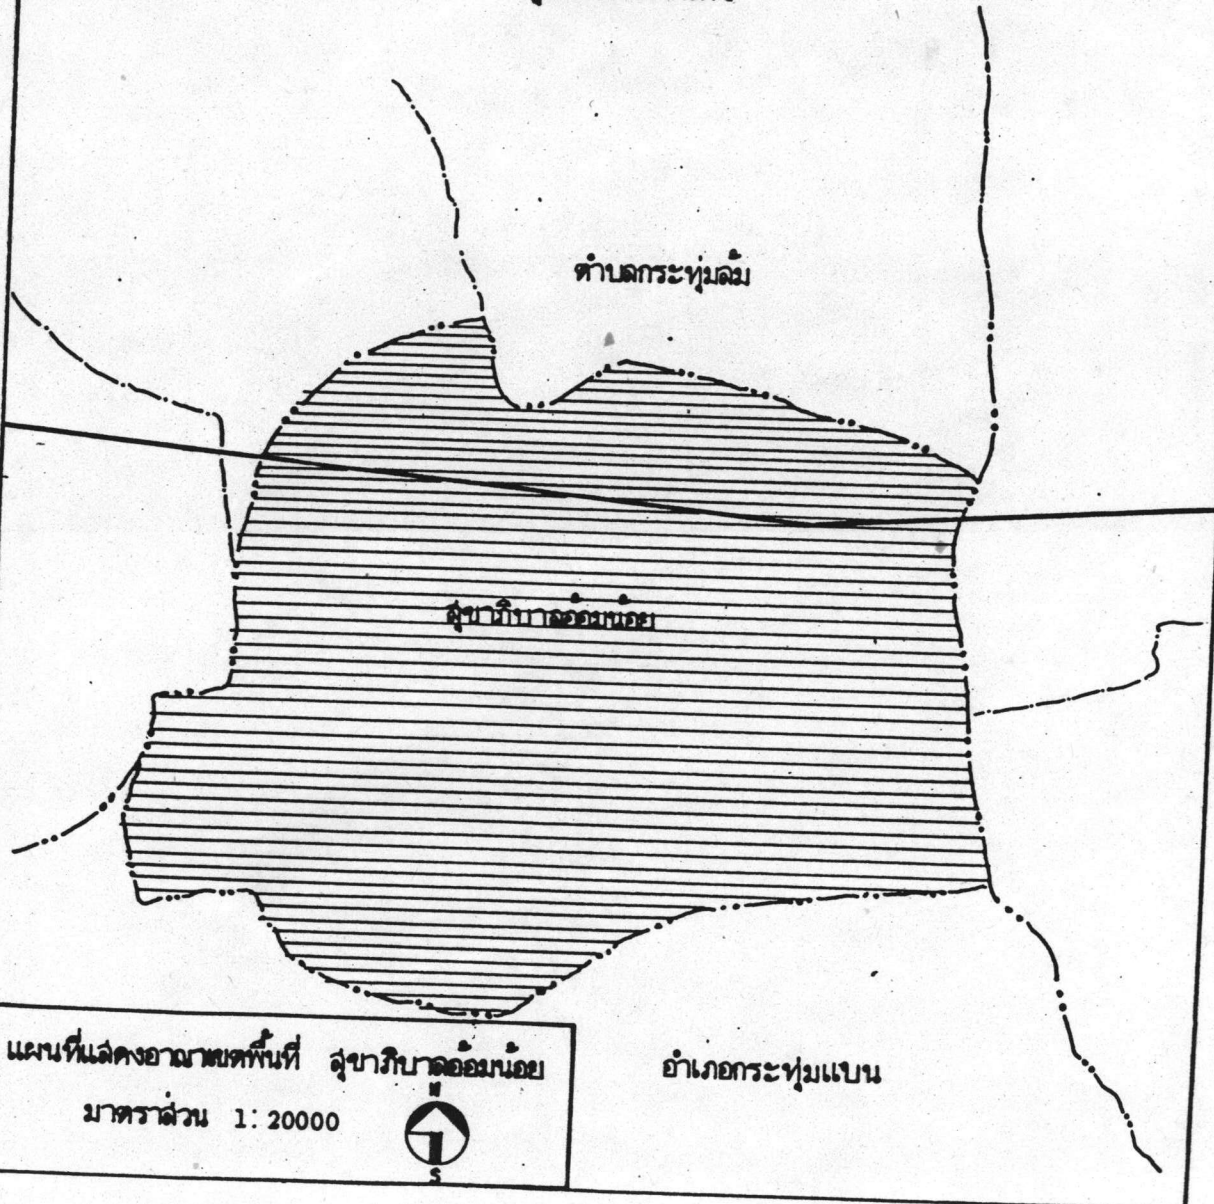 ตำบลกระทุ่มล้ม
สุขาภิบาลอ้อมน้อย
แผนที่แสดงอาณาเขตพื้นที่ สุขาภิบาลอ้อมน้อย
มาตราส่วน 1:20000
N
S
อำเภอกระทุ่มแบน